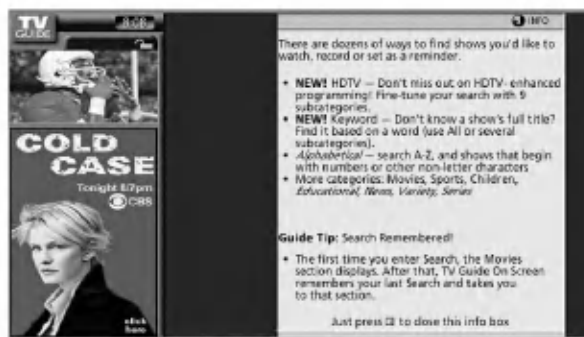 TV
GUIDE
8:08
INFO
There are dozens of ways to find shows you'd like to
watch, record or set as a reminder.
• NEW! HDTV — Don't miss out on HDTV- enhanced
programming! Fine-tune your search with 9
subcategories.
• NEW! Keyword — Don't know a show's full title?
Find it based on a word (use All or several
subcategories).
• Alphabetical — search A-Z, and shows that begin
with numbers or other non-letter characters
• More categories: Movies, Sports, Children,
Educational, News, Variety, Series
COLD
CASE
Tonight 8/7pm
CBS
click
here
Guide Tip: Search Remembered!
• The first time you enter Search, the Movies
section displays. After that, TV Guide On Screen
remembers your last Search and takes you
to that section.
Just press to close this info box